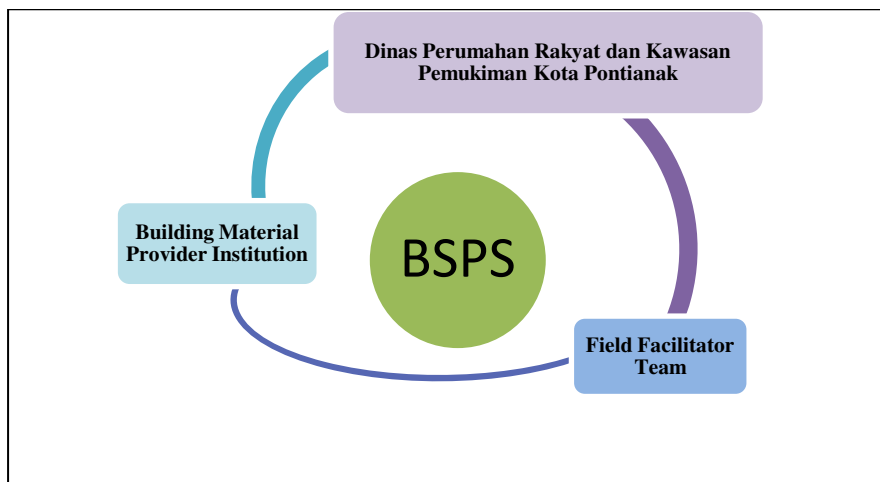 Dinas Perumahan Rakyat dan Kawasan
Pemukiman Kota Pontianak
Building Material
Provider Institution
BSPS
Field Facilitator
Team